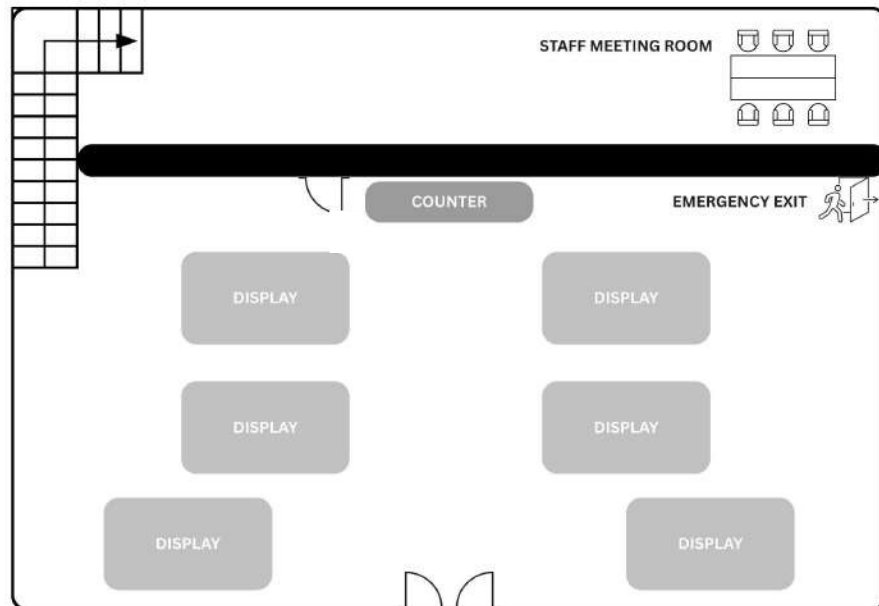 STAFF MEETING ROOM
COUNTER
EMERGENCY EXIT
DISPLAY
DISPLAY
DISPLAY
DISPLAY
DISPLAY
DISPLAY